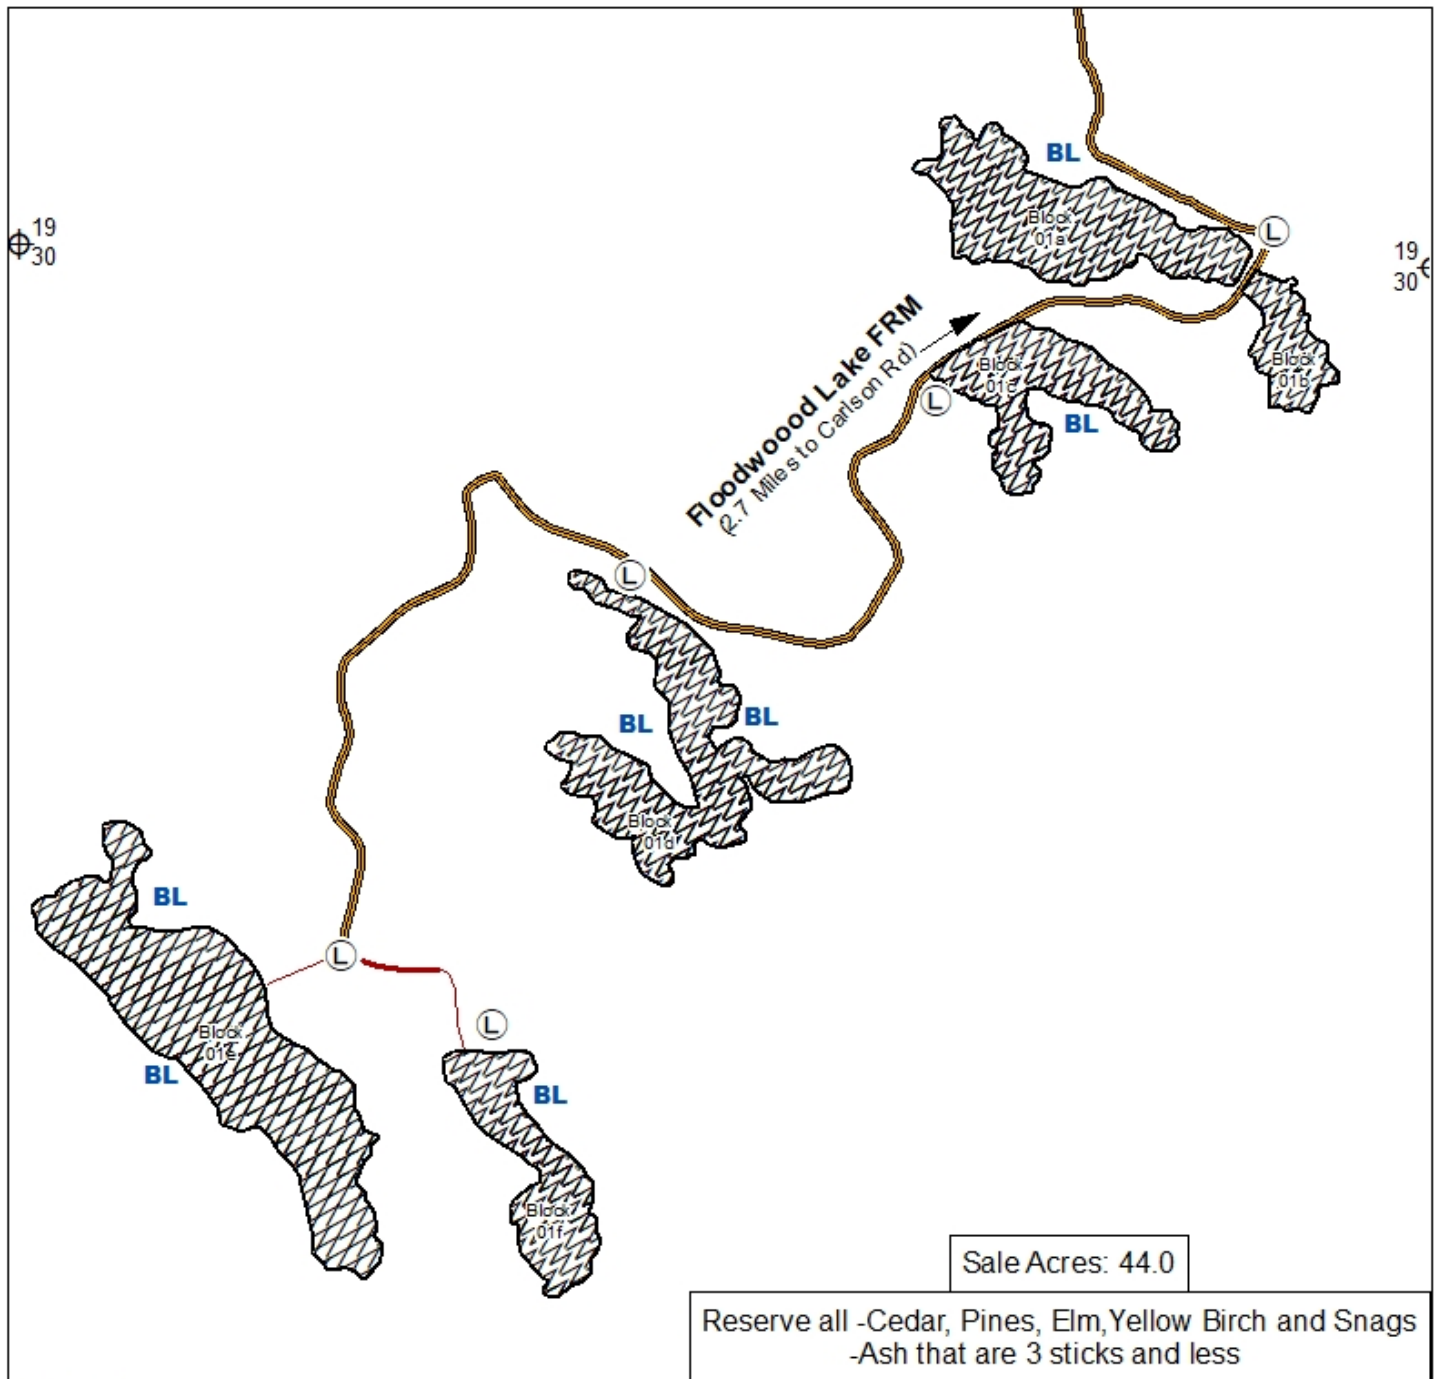 BL
19
30
L
19
30
Block
01a
Floodwoood Lake FRM
(2.7 Miles to Carlson Rd)
Block
01b
Block
01c
L
BL
L
BL
BL
Block
01d
BL
L
L
Block
01e
BL
BL
Block
01f
Sale Acres: 44.0
Reserve all -Cedar, Pines, Elm,Yellow Birch and Snags
-Ash that are 3 sticks and less